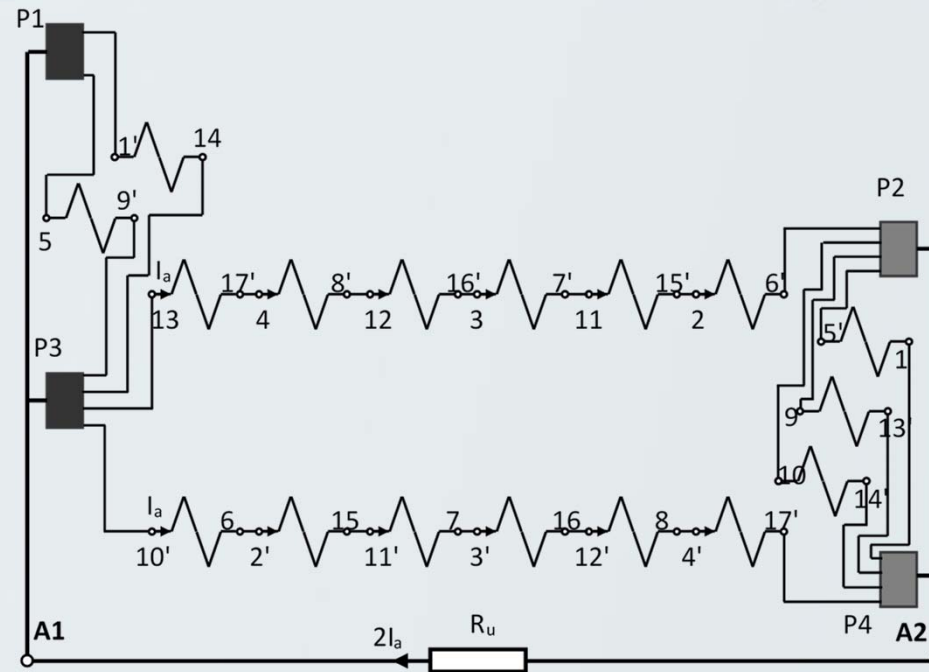 P1
1' 14
9'
5
P2
Ia 17' 8' 16' 7' 15' 6'
13 4 12 3 11 2
5'
1
P3
9 13'
10 14'
Ia 6 15 7 16 8 17'
10' 2' 11' 3' 12' 4'
P4
A1 2Ia Ru A2